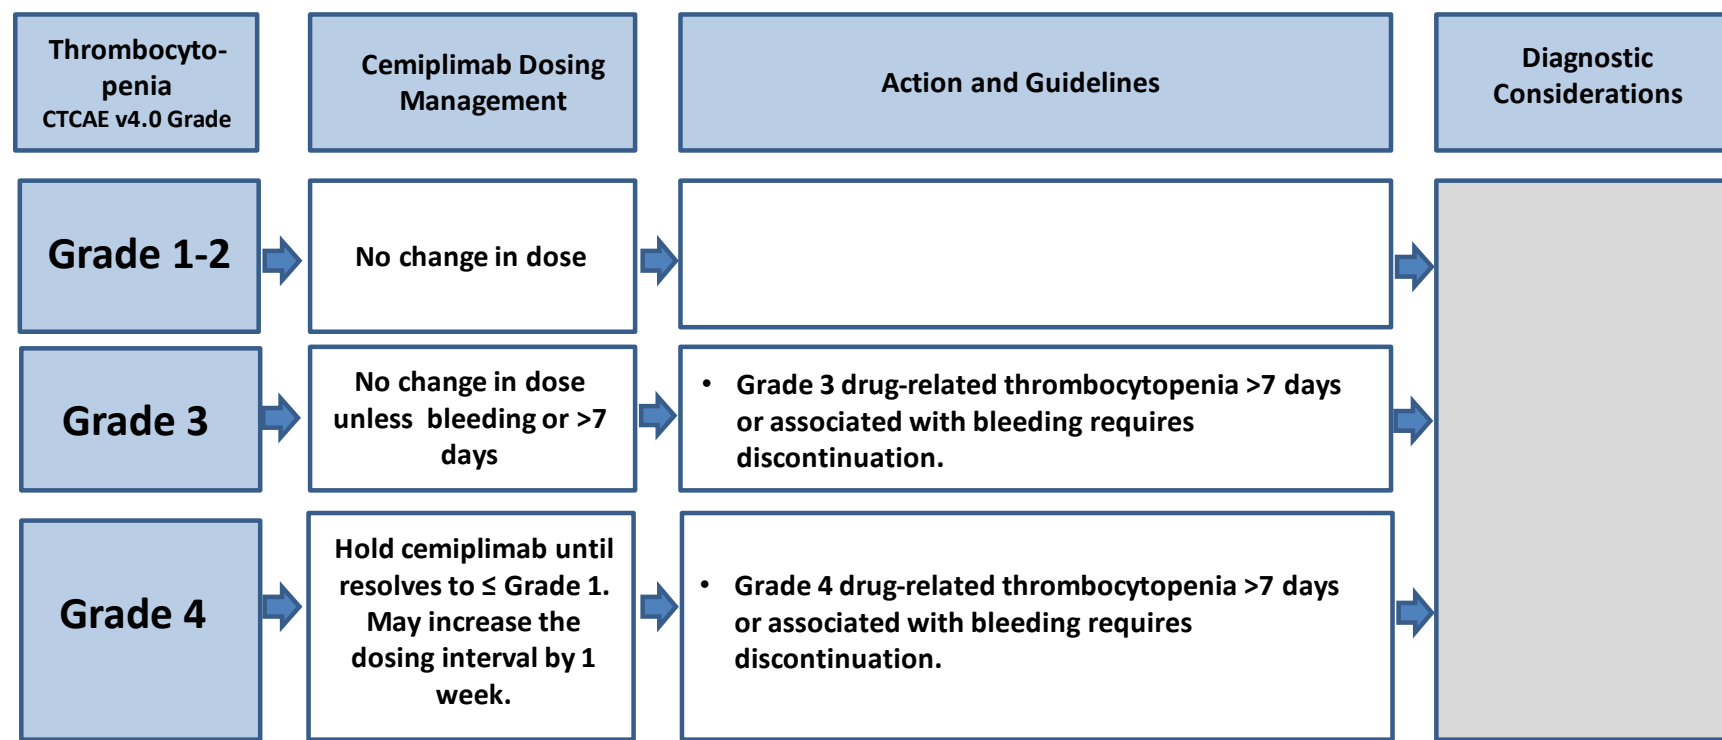 Thrombocyto-
penia
CTCAE v4.0 Grade
Cemiplimab Dosing
Management
Action and Guidelines
Diagnostic
Considerations
Grade 1-2
No change in dose
Grade 3
No change in dose
unless bleeding or >7
days
• Grade 3 drug-related thrombocytopenia >7 days
or associated with bleeding requires
discontinuation.
Grade 4
Hold cemiplimab until
resolves to ≤ Grade 1.
May increase the
dosing interval by 1
week.
• Grade 4 drug-related thrombocytopenia >7 days
or associated with bleeding requires
discontinuation.